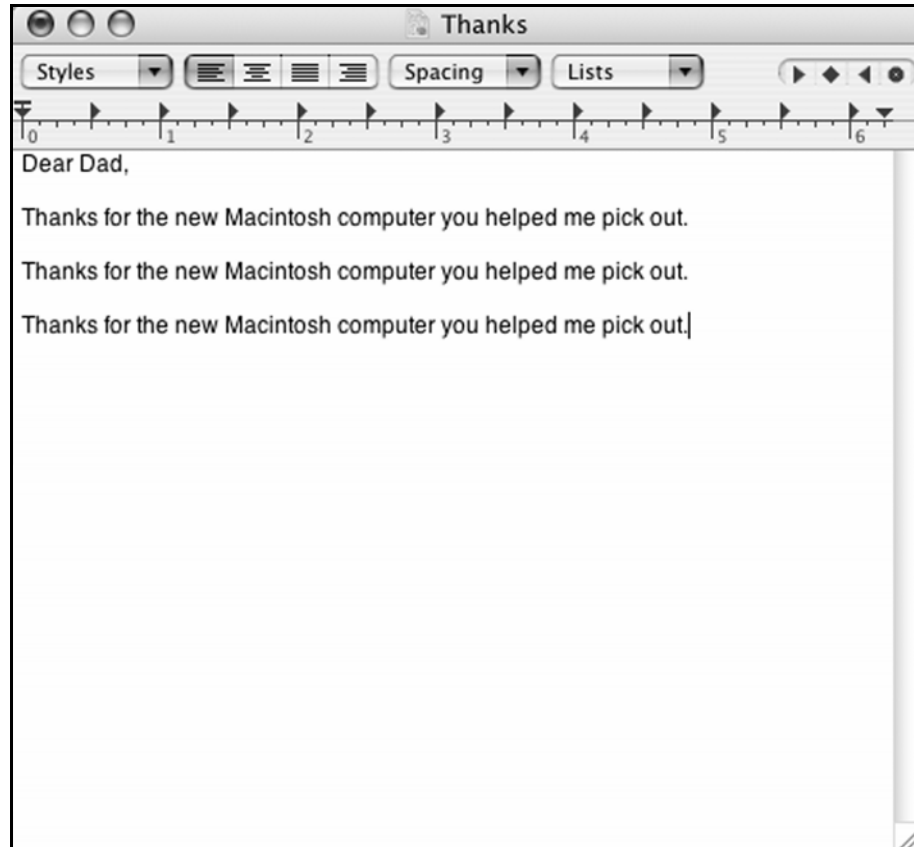 Thanks
Styles Spacing Lists
0 1 2 3 4 5 6
Dear Dad,
Thanks for the new Macintosh computer you helped me pick out.
Thanks for the new Macintosh computer you helped me pick out.
Thanks for the new Macintosh computer you helped me pick out.